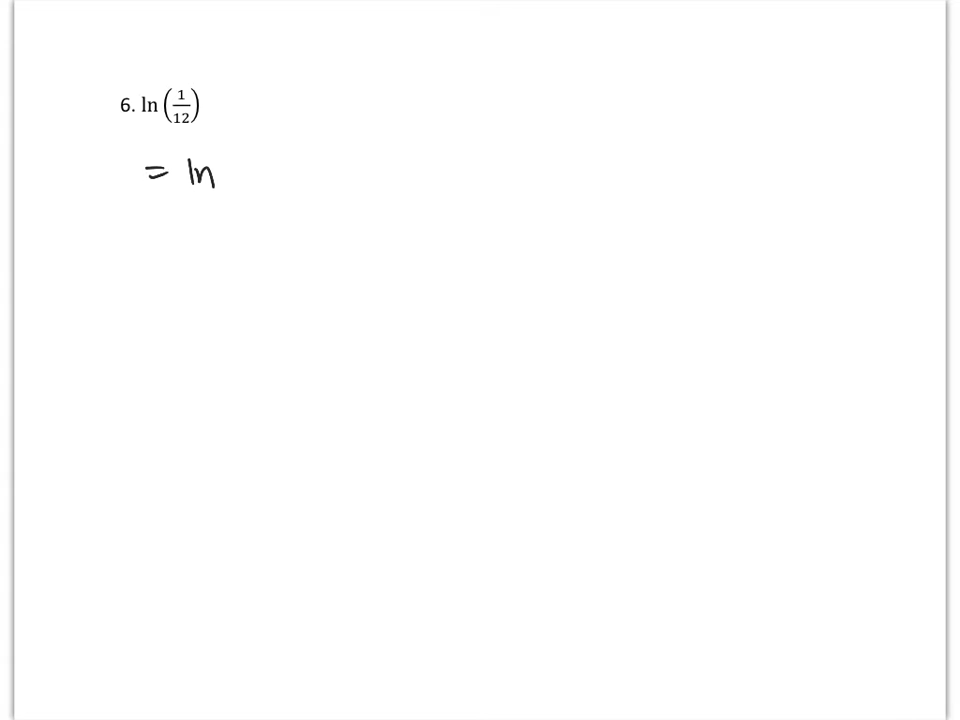 6. ln (1/12)
= ln